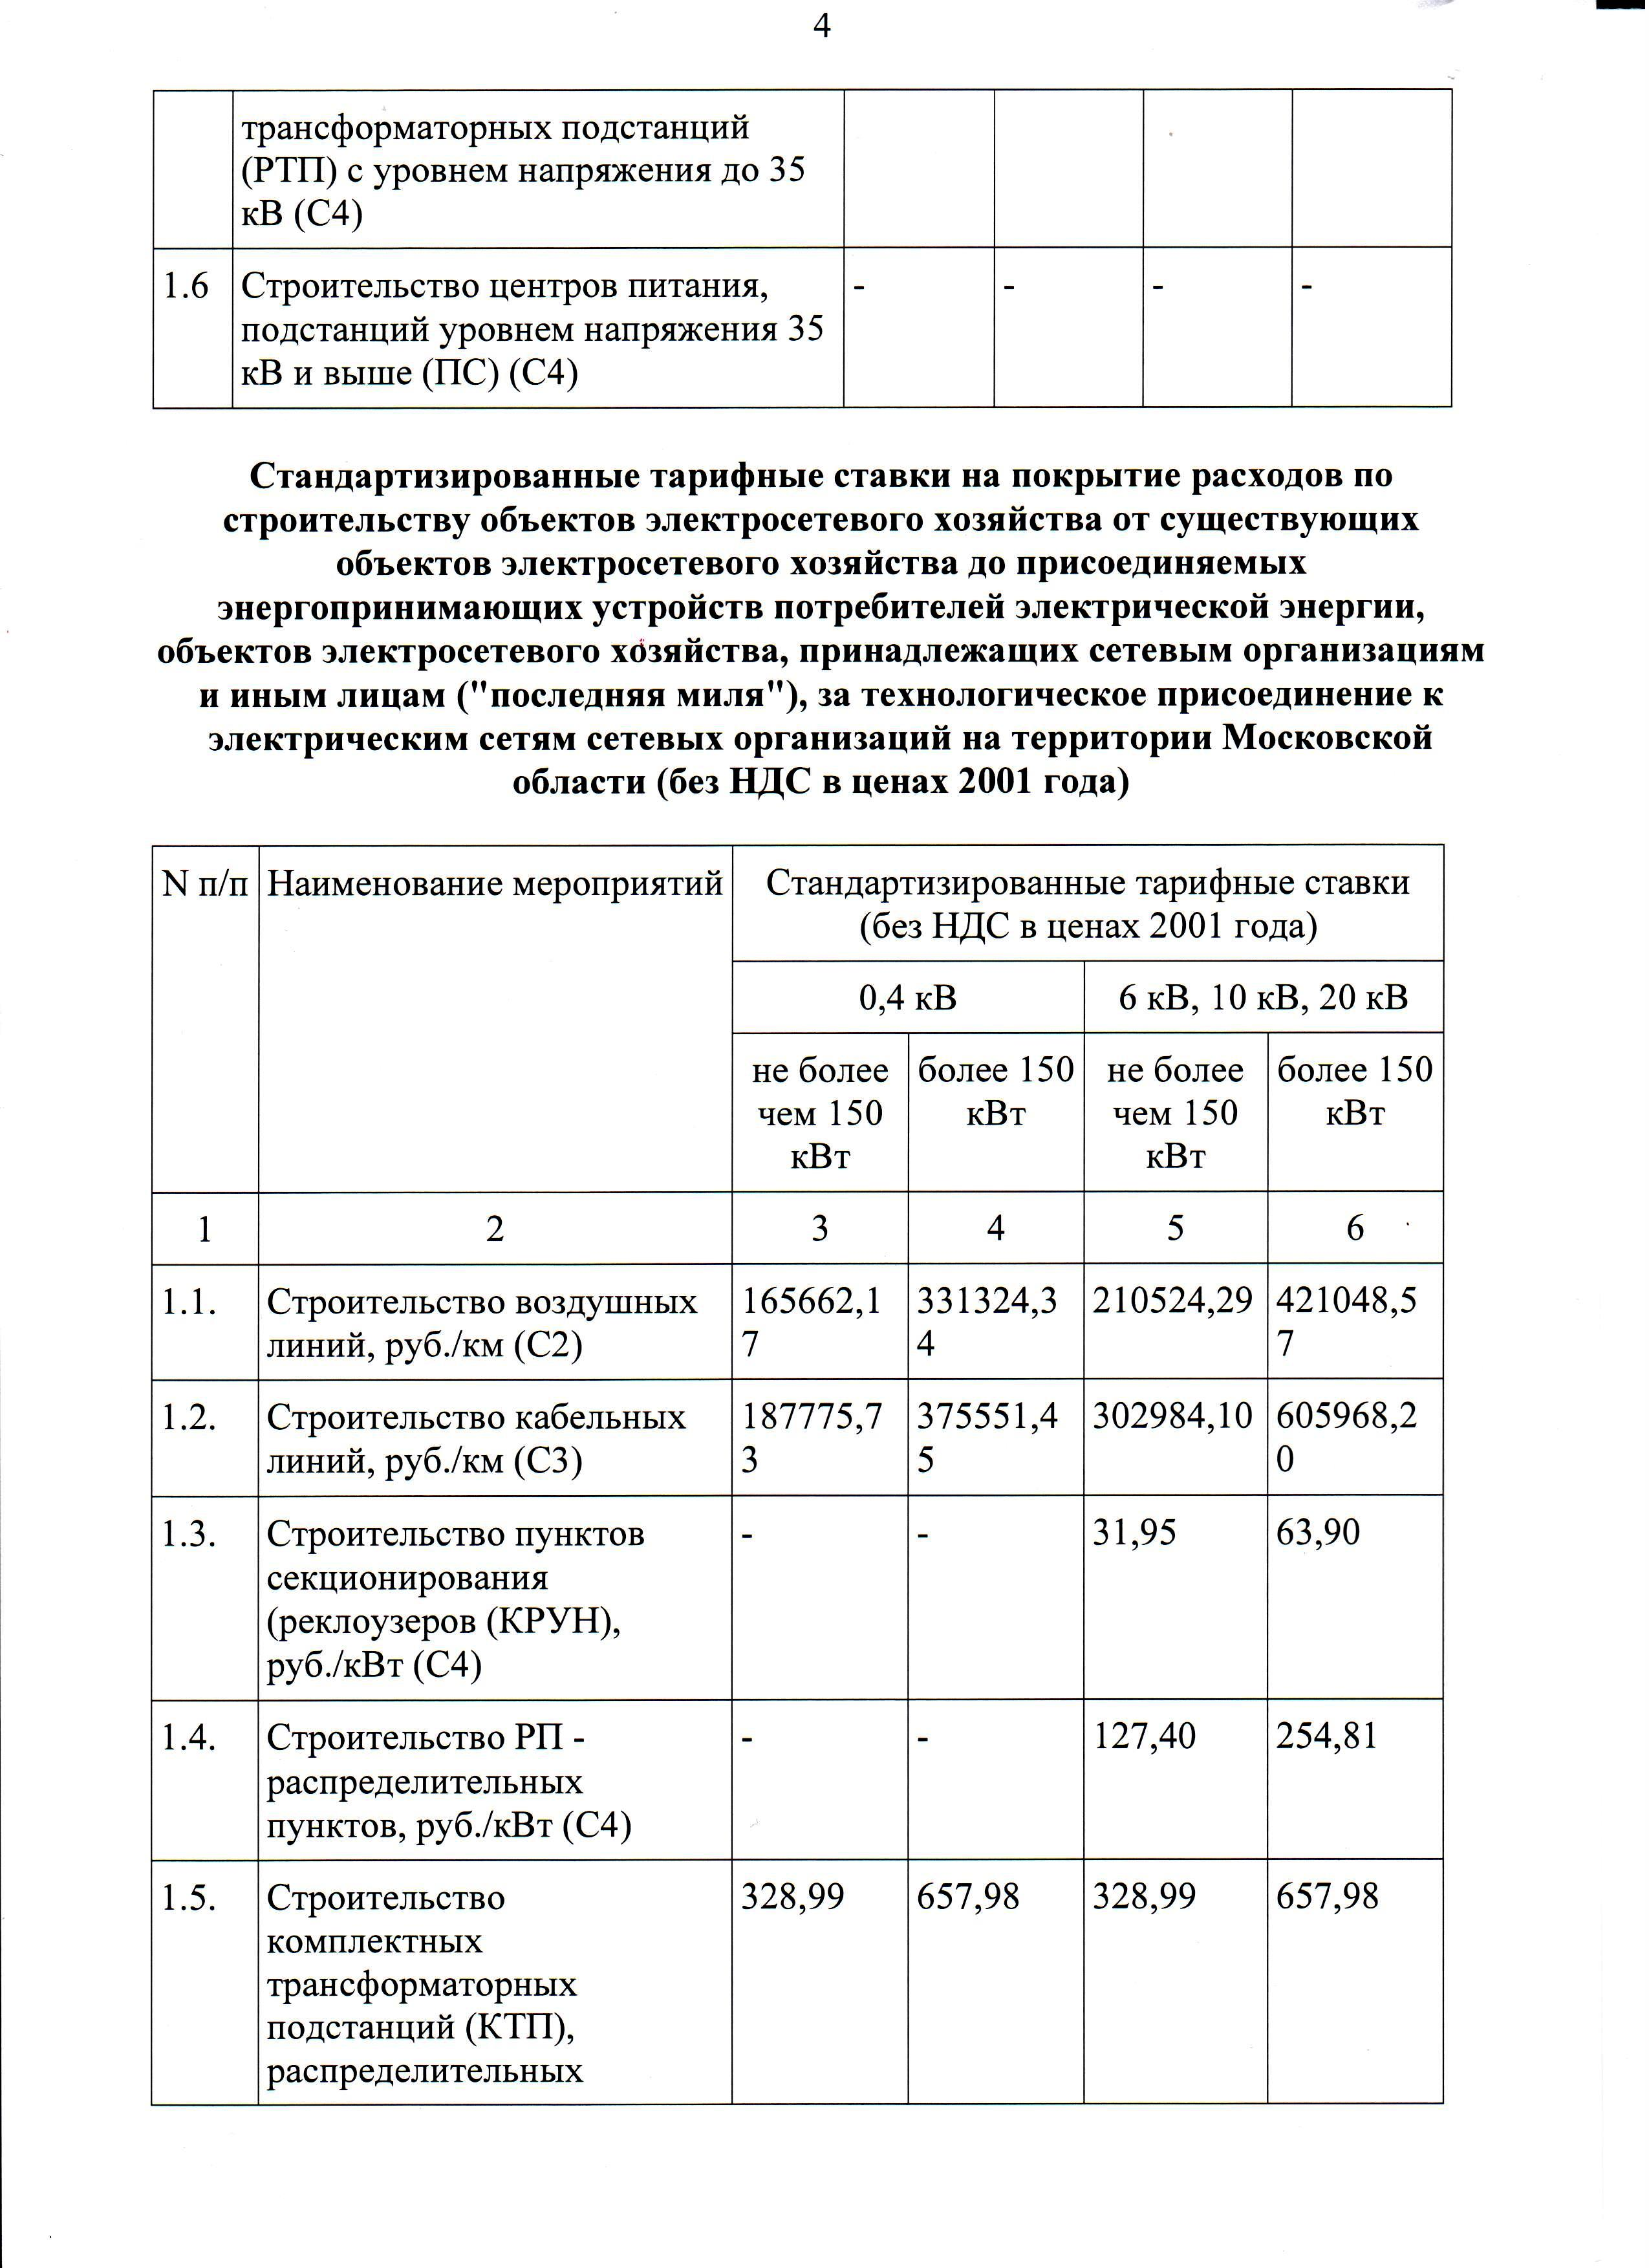 4
трансформаторных подстанций
(РТП) с уровнем напряжения до 35
кВ (С4)
1.6 Строительство центров питания, - - - -
подстанций уровнем напряжения 35
кВ и выше (ПС) (С4)
Стандартизированные тарифные ставки на покрытие расходов по
строительству объектов электросетевого хозяйства от существующих
объектов электросетевого хозяйства до присоединяемых
энергопринимающих устройств потребителей электрической энергии,
объектов электросетевого хозяйства, принадлежащих сетевым организациям
и иным лицам ("последняя миля"), за технологическое присоединение к
электрическим сетям сетевых организаций на территории Московской
области (без НДС в ценах 2001 года)
N п/п Наименование мероприятий Стандартизированные тарифные ставки
(без НДС в ценах 2001 года)
0,4 кВ 6 кВ, 10 кВ, 20 кВ
не более более 150 не более более 150
чем 150 кВт чем 150 кВт
кВт кВт
1 2 3 4 5 6
1.1. Строительство воздушных 165662,1 331324,3 210524,29 421048,5
линий, руб./км (С2) 7 4 7
1.2. Строительство кабельных 187775,7 375551,4 302984,10 605968,2
линий, руб./км (С3) 3 5 0
1.3. Строительство пунктов - - 31,95 63,90
секционирования
(реклоузеров (КРУН),
руб./кВт (С4)
1.4. Строительство РП - - - 127,40 254,81
распределительных
пунктов, руб./кВт (С4)
1.5. Строительство 328,99 657,98 328,99 657,98
комплектных
трансформаторных
подстанций (КТП),
распределительных